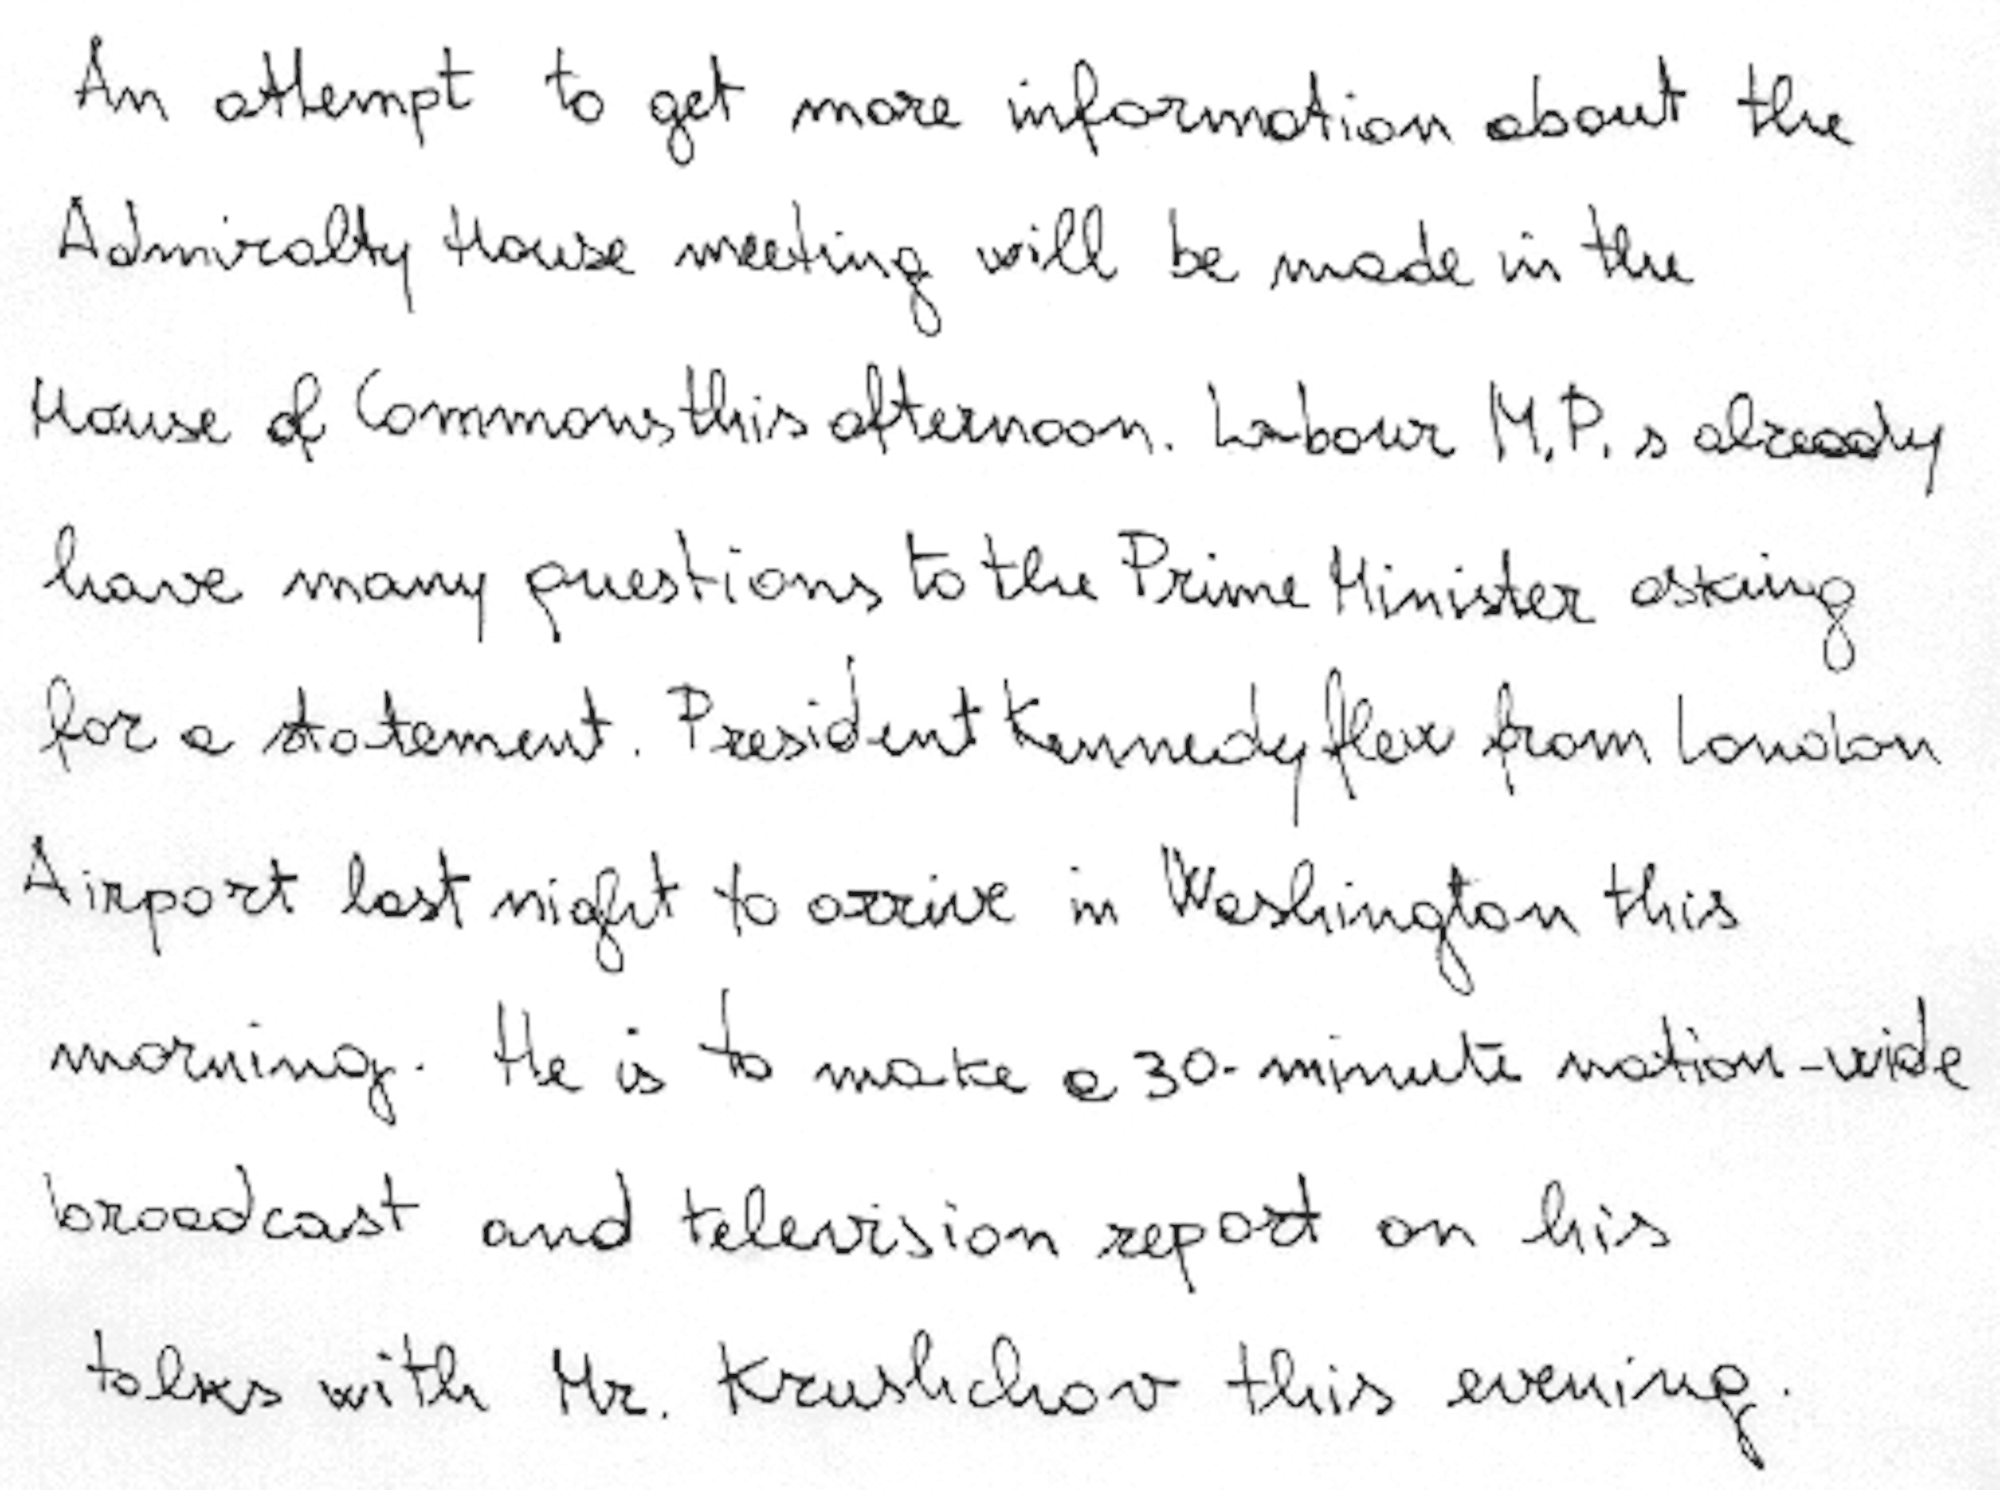 An attempt to get more information about the
Admiralty House meeting will be made in the
House of Commons this afternoon. Labour M.P.s already
have many questions to the Prime Minister asking
for a statement. President Kennedy flew from London
Airport last night to arrive in Washington this
morning. He is to make a 30-minute nation-wide
broadcast and television report on his
talks with Mr. Krushchov this evening.